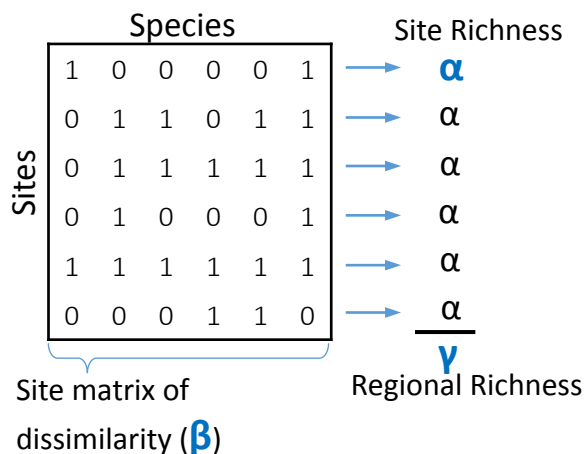 Species
Site Richness
Sites
1 0 0 0 0 1 α
0 1 1 0 1 1 α
0 1 1 1 1 1 α
0 1 0 0 0 1 α
1 1 1 1 1 1 α
0 0 0 1 1 0 α
γ
Regional Richness
Site matrix of
dissimilarity (β)